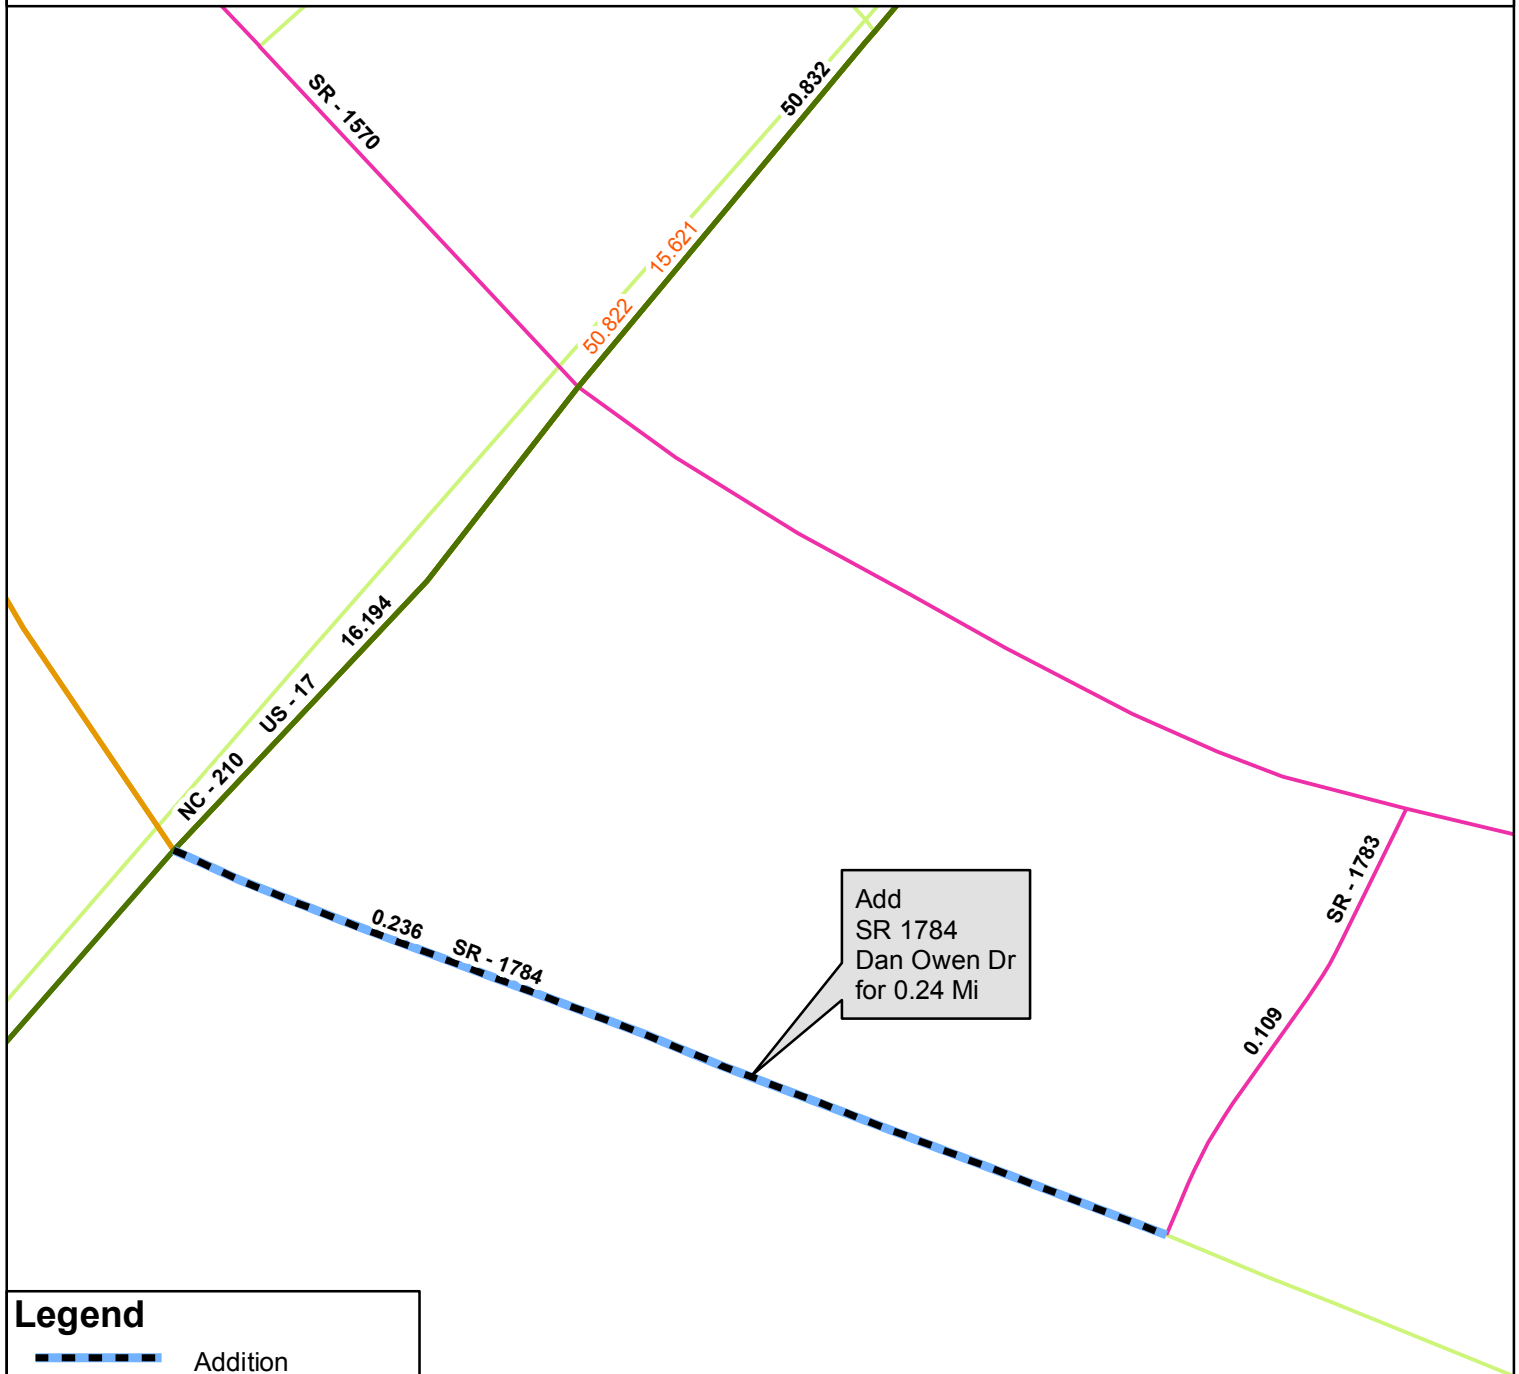 SR - 1570
50.832
15.621
50.822
16.194
US - 17
NC - 210
0.236
SR - 1784
Add
SR 1784
Dan Owen Dr
for 0.24 Mi
SR - 1783
0.109
Legend
Addition